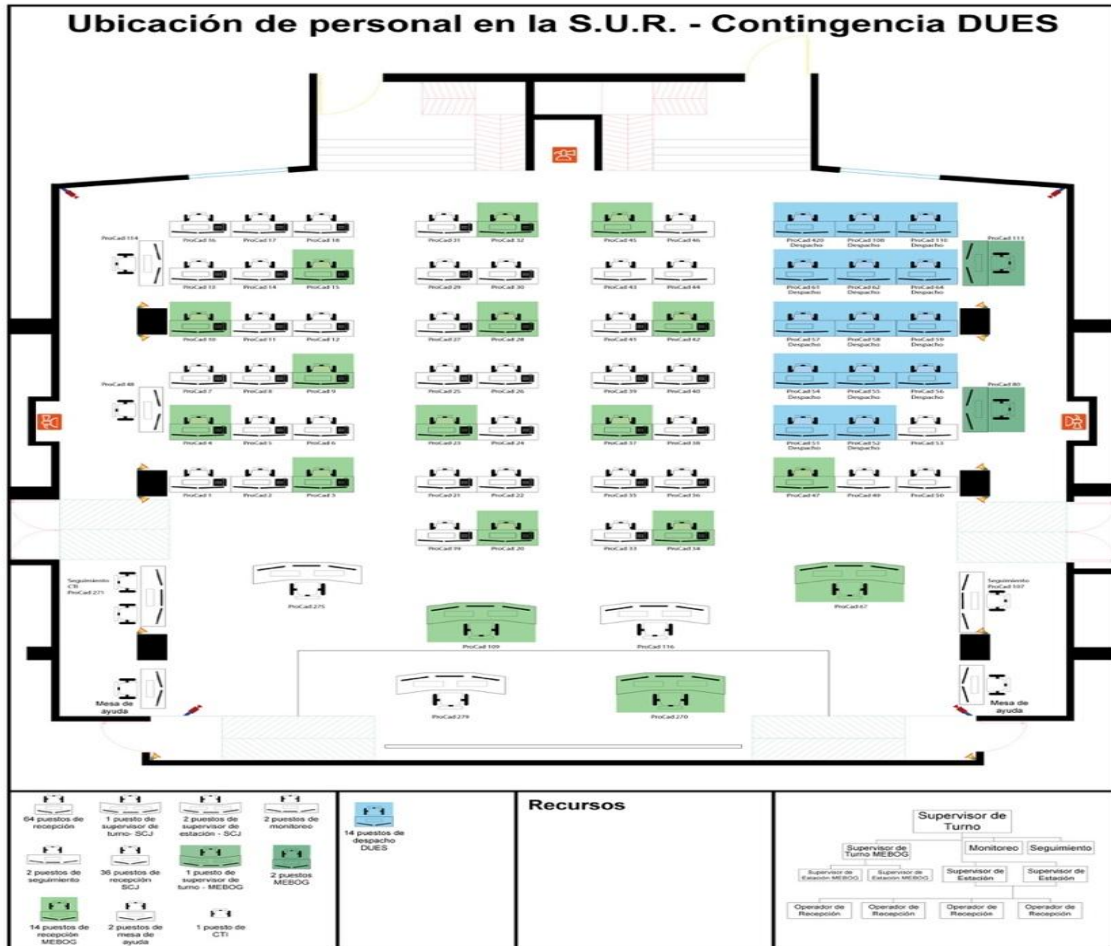 Ubicación de personal en la S.U.R. - Contingencia DUES
ProCad 16
ProCad 17
ProCad 18
ProCad 31
ProCad 32
ProCad 45
ProCad 46
ProCad 420
Despacho
ProCad 108
Despacho
ProCad 110
Despacho
ProCad 114
ProCad 111
ProCad 13
ProCad 14
ProCad 15
ProCad 29
ProCad 30
ProCad 43
ProCad 44
ProCad 61
Despacho
ProCad 62
Despacho
ProCad 64
Despacho
ProCad 10
ProCad 11
ProCad 12
ProCad 27
ProCad 28
ProCad 41
ProCad 42
ProCad 57
Despacho
ProCad 58
Despacho
ProCad 59
Despacho
ProCad 48
ProCad 7
ProCad 8
ProCad 9
ProCad 25
ProCad 26
ProCad 39
ProCad 40
ProCad 54
Despacho
ProCad 55
Despacho
ProCad 56
Despacho
ProCad 80
ProCad 4
ProCad 5
ProCad 6
ProCad 23
ProCad 24
ProCad 37
ProCad 38
ProCad 51
Despacho
ProCad 52
Despacho
ProCad 53
ProCad 1
ProCad 2
ProCad 3
ProCad 21
ProCad 22
ProCad 35
ProCad 36
ProCad 47
ProCad 49
ProCad 50
ProCad 19
ProCad 20
ProCad 33
ProCad 34
Seguimiento
CTI
ProCad 271
ProCad 275
ProCad 67
Seguimiento
ProCad 107
ProCad 109
ProCad 116
Mesa de
ayuda
ProCad 279
ProCad 270
Mesa de
ayuda
64 puestos de
recepción
1 puesto de
supervisor de
turno- SCJ
2 puestos de
supervisor de
estación - SCJ
2 puestos de
monitoreo
2 puestos de
seguimiento
36 puestos de
recepción
SCJ
1 puesto de
supervisor de
turno - MEBOG
2 puestos
MEBOG
14 puestos de
recepción
MEBOG
2 puestos de
mesa de
ayuda
1 puesto de
CTI
14 puestos de
despacho
DUES
Recursos
Supervisor de
Turno
Supervisor de
Turno MEBOG
Monitoreo
Seguimiento
Supervisor de
Estación MEBOG
Supervisor de
Estación MEBOG
Supervisor de
Estación
Supervisor de
Estación
Operador de
Recepción
Operador de
Recepción
Operador de
Recepción
Operador de
Recepción